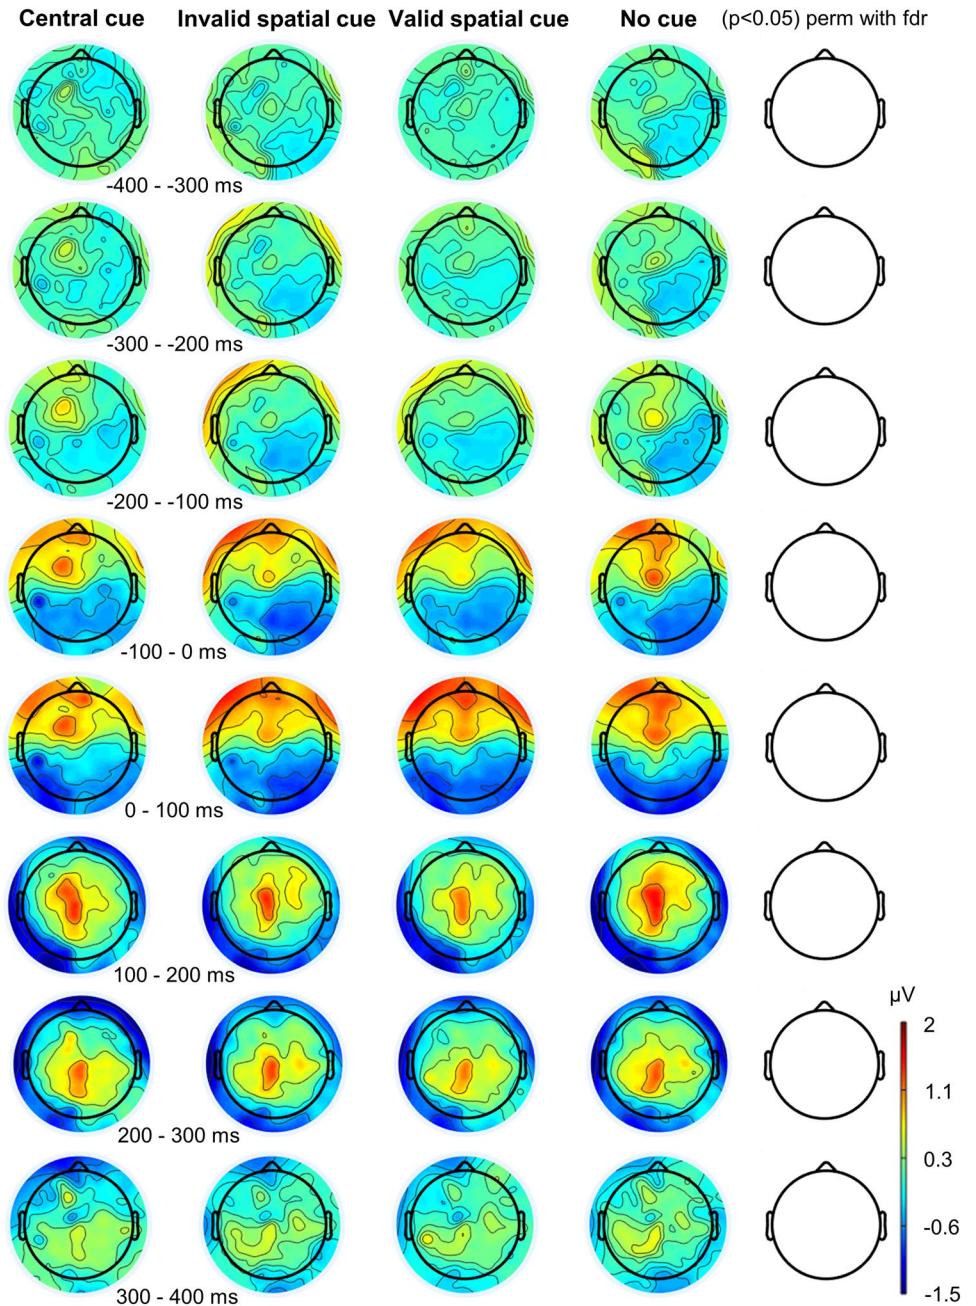 Central cue
Invalid spatial cue
Valid spatial cue
No cue
(p<0.05) perm with fdr
-400 - -300 ms
-300 - -200 ms
-200 - -100 ms
-100 - 0 ms
0 - 100 ms
100 - 200 ms
µV
2
1.1
0.3
-0.6
-1.5
200 - 300 ms
300 - 400 ms